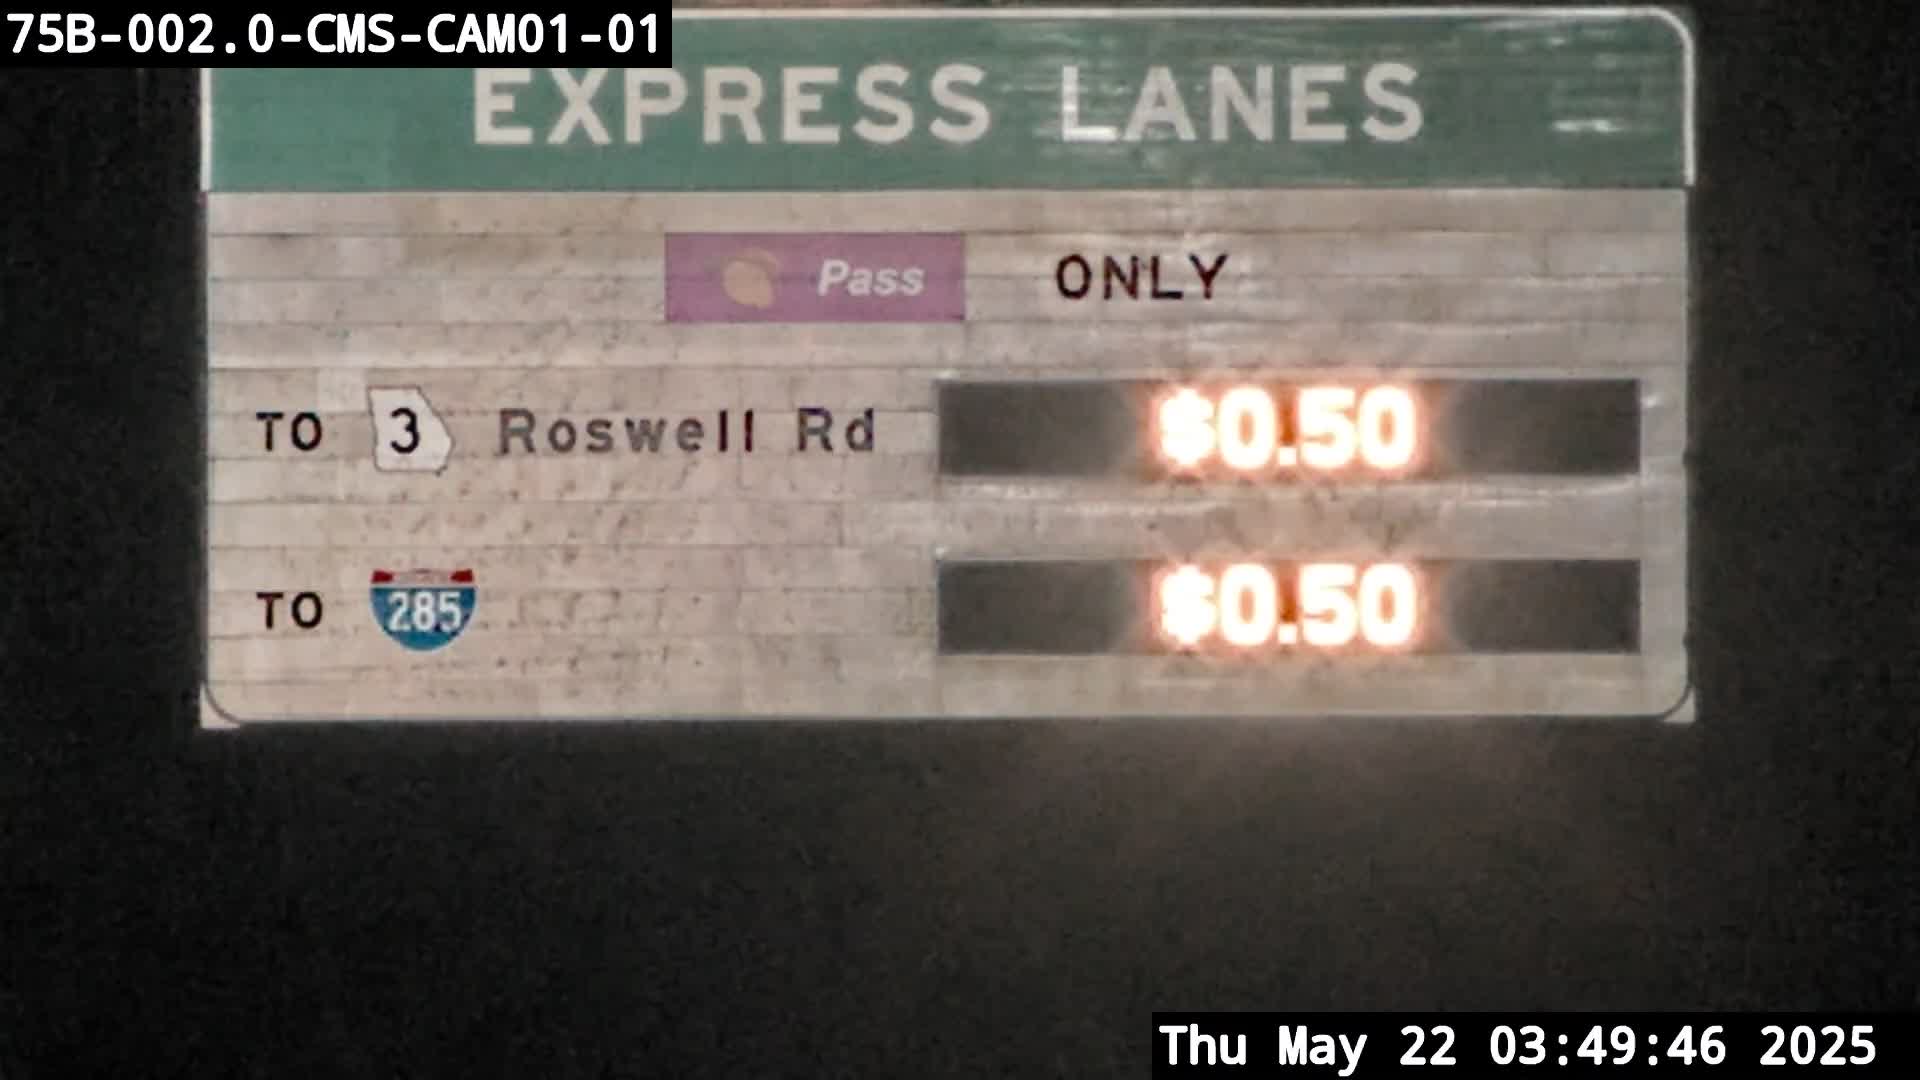 75B-002.0-CMS-CAM01-01
EXPRESS LANES
Pass ONLY
TO 3 Roswell Rd $0.50
TO 285 $0.50
Thu May 22 03:49:46 2025